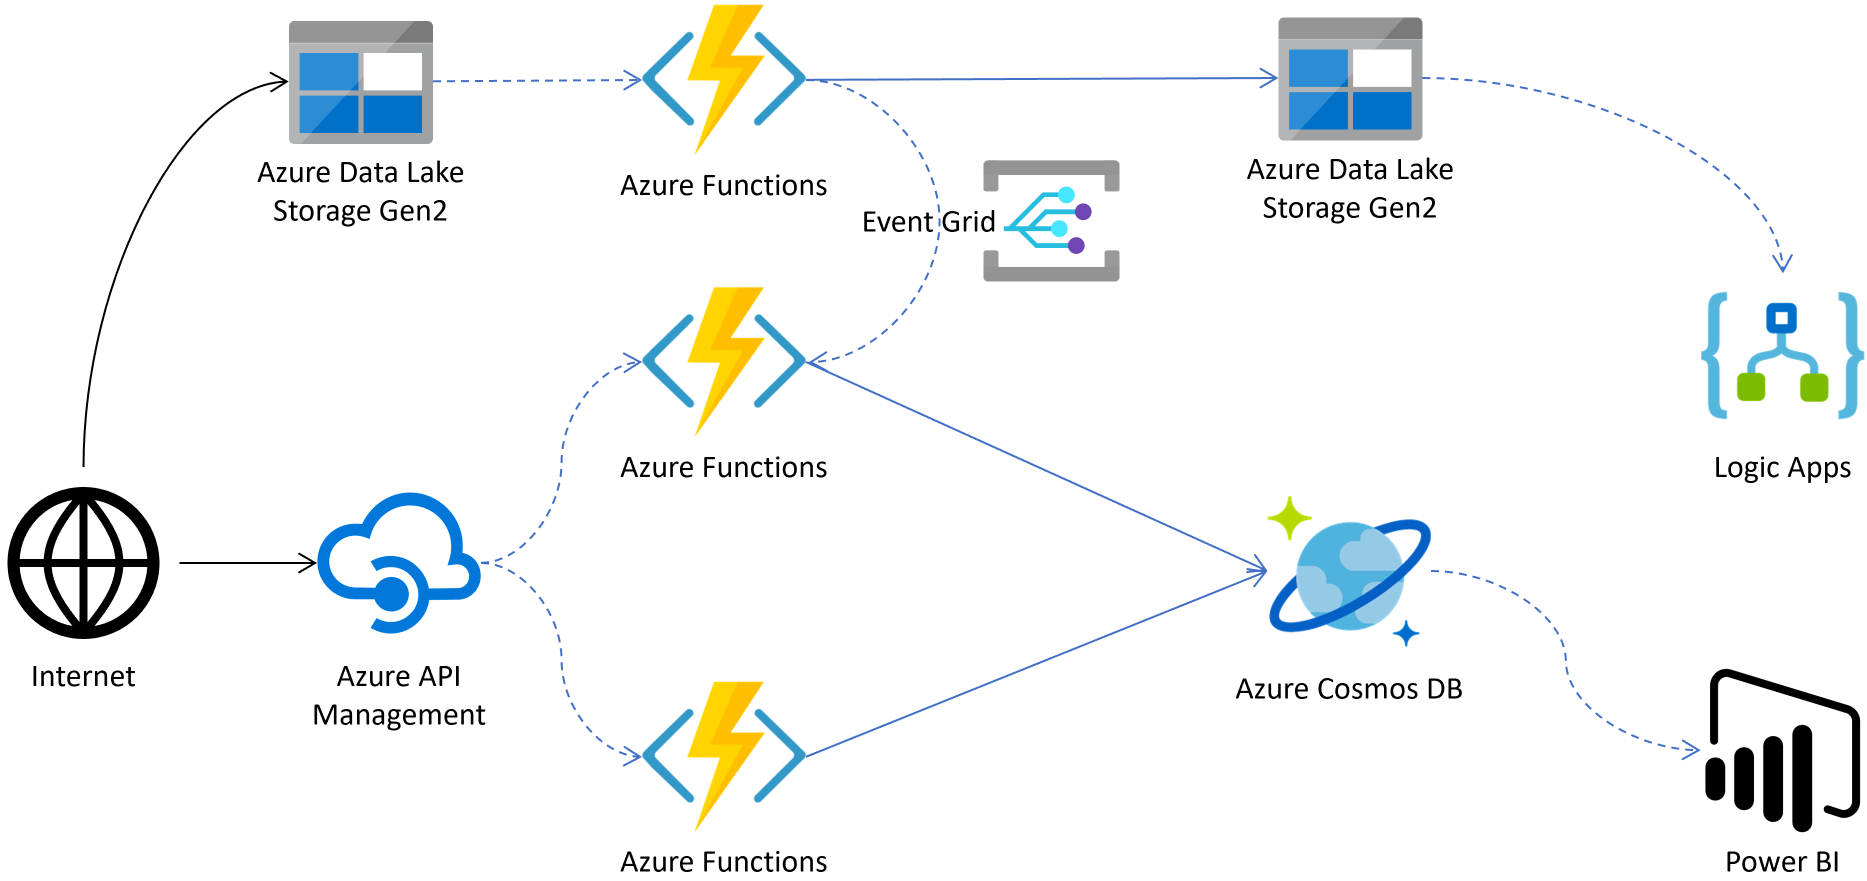 Azure Data Lake
Storage Gen2
Azure Functions
Azure Data Lake
Storage Gen2
Event Grid
Azure Functions
Logic Apps
Internet
Azure API
Management
Azure Cosmos DB
Azure Functions
Power BI